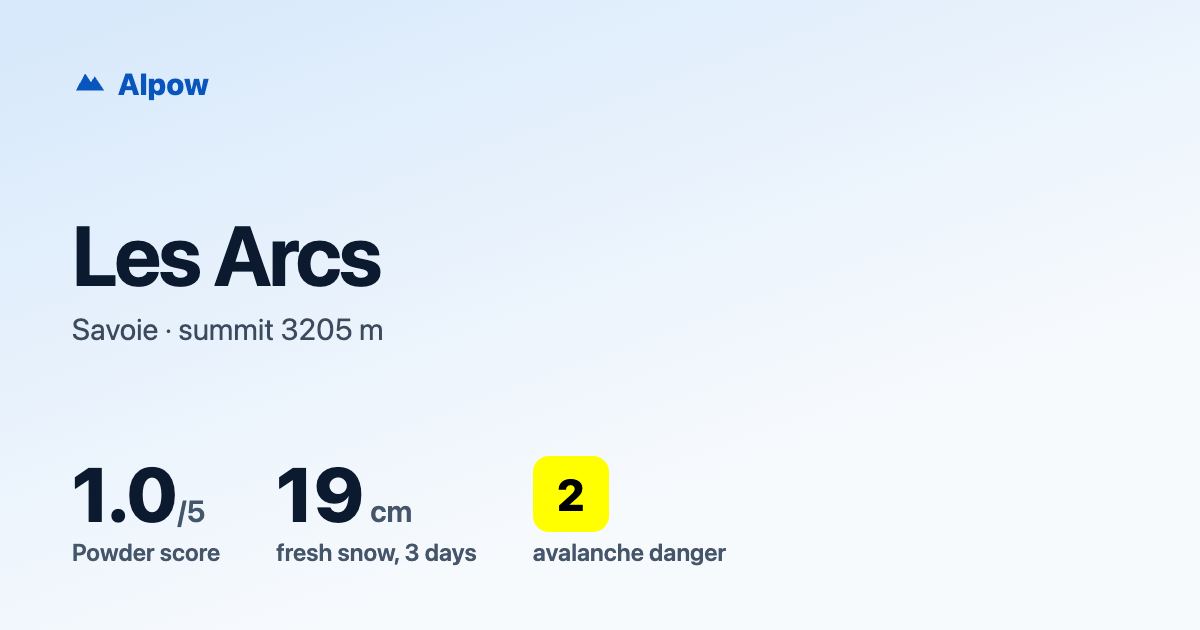 Alpow
Les Arcs
Savoie · summit 3205 m
1.0/5
Powder score
19 cm
fresh snow, 3 days
2
avalanche danger